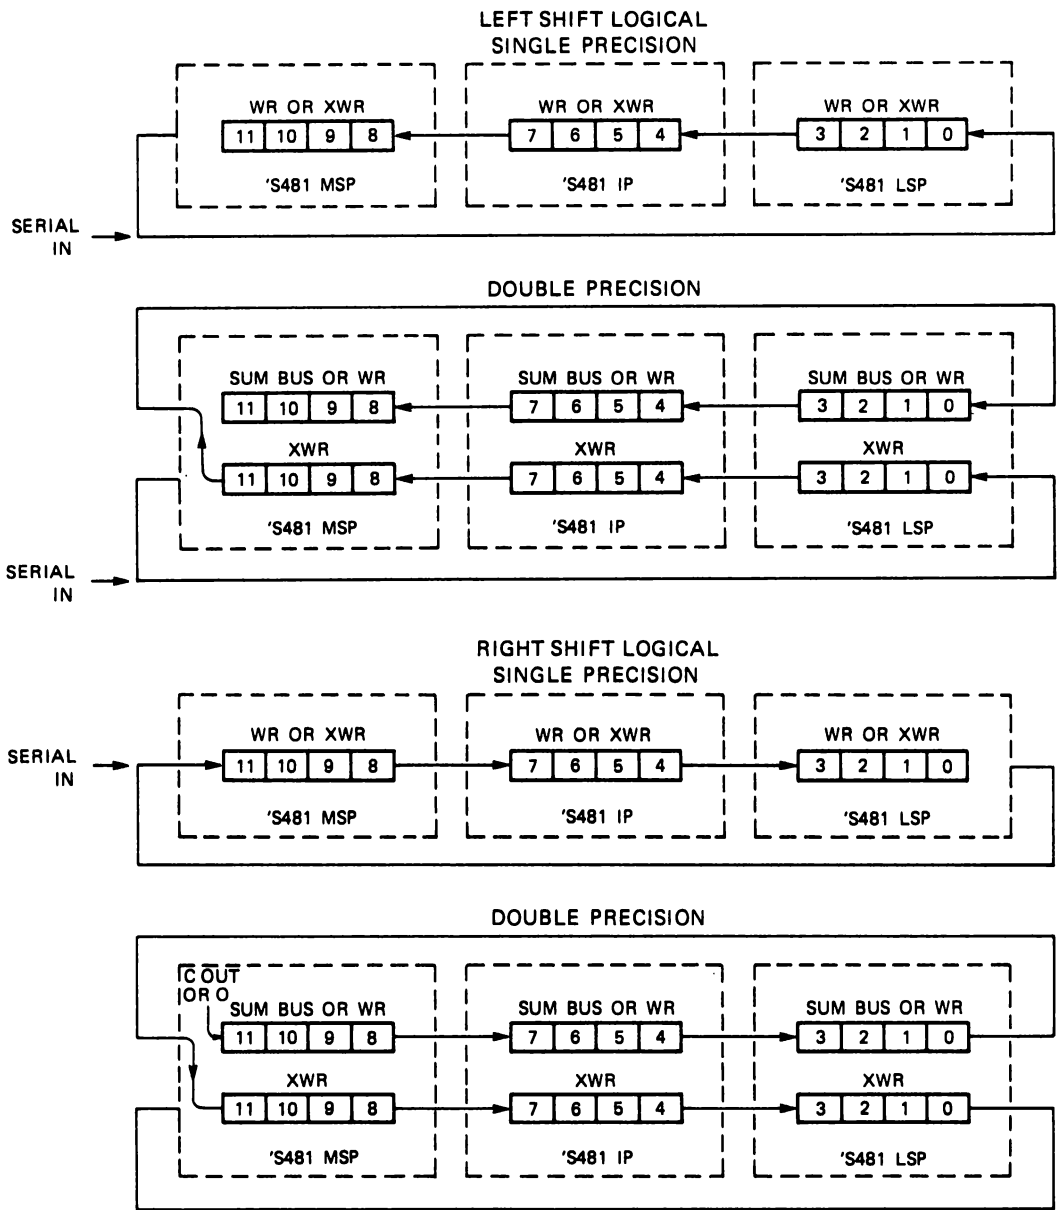 LEFT SHIFT LOGICAL
SINGLE PRECISION
WR OR XWR WR OR XWR WR OR XWR
11 10 9 8 7 6 5 4 3 2 1 0
'S481 MSP 'S481 IP 'S481 LSP
SERIAL
IN
DOUBLE PRECISION
SUM BUS OR WR SUM BUS OR WR SUM BUS OR WR
11 10 9 8 7 6 5 4 3 2 1 0
XWR XWR XWR
11 10 9 8 7 6 5 4 3 2 1 0
'S481 MSP 'S481 IP 'S481 LSP
SERIAL
IN
RIGHT SHIFT LOGICAL
SINGLE PRECISION
WR OR XWR WR OR XWR WR OR XWR
SERIAL
IN
11 10 9 8 7 6 5 4 3 2 1 0
'S481 MSP 'S481 IP 'S481 LSP
DOUBLE PRECISION
C OUT
OR O
SUM BUS OR WR SUM BUS OR WR SUM BUS OR WR
11 10 9 8 7 6 5 4 3 2 1 0
XWR XWR XWR
11 10 9 8 7 6 5 4 3 2 1 0
'S481 MSP 'S481 IP 'S481 LSP